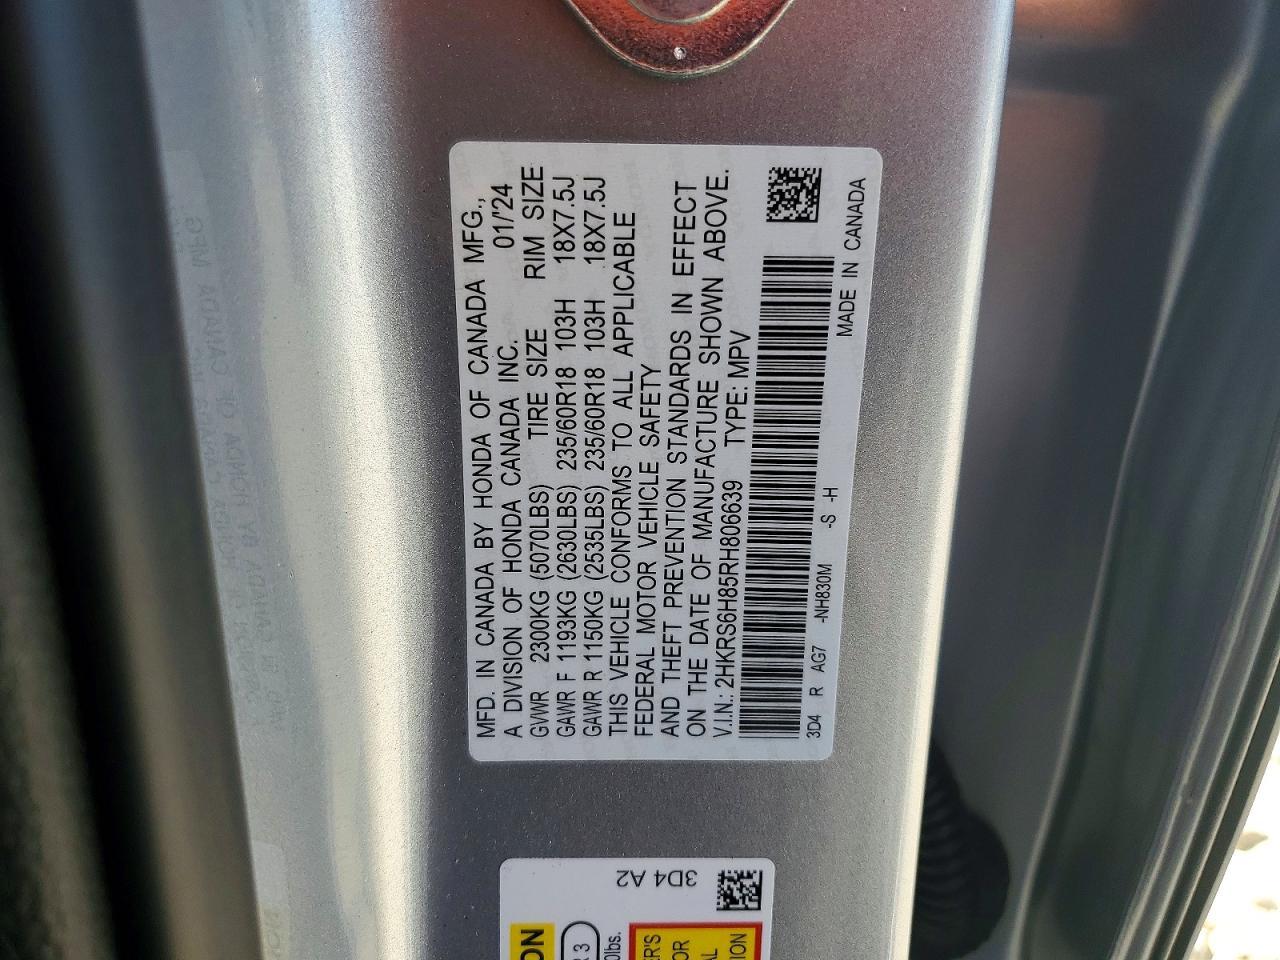 MFD. IN CANADA BY HONDA OF CANADA MFG.,
A DIVISION OF HONDA CANADA INC. 01/'24
GVWR 2300KG (5070LBS) TIRE SIZE RIM SIZE
GAWR F 1193KG (2630LBS) 235/60R18 103H 18X7.5J
GAWR R 1150KG (2535LBS) 235/60R18 103H 18X7.5J
THIS VEHICLE CONFORMS TO ALL APPLICABLE
FEDERAL MOTOR VEHICLE SAFETY
AND THEFT PREVENTION STANDARDS IN EFFECT
ON THE DATE OF MANUFACTURE SHOWN ABOVE.
V.I.N.: 2HKRS6H85RH806639 TYPE: MPV
3D4 R AG7 -NH830M -S -H
MADE IN CANADA
3D4 A2